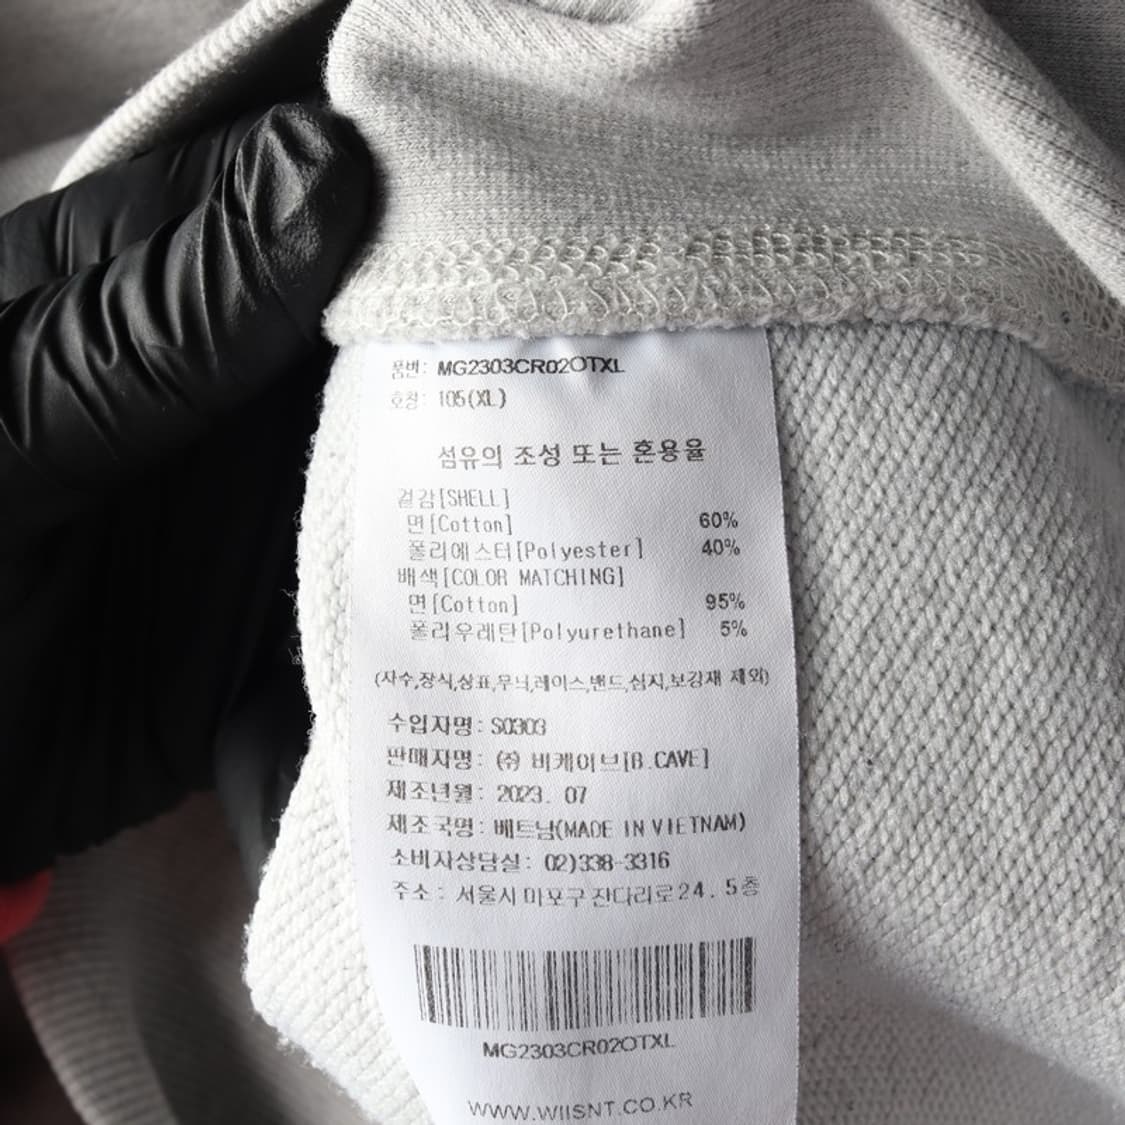 품번: MG2303CR02OTXL
호칭: 105(XL)
섬유의 조성 또는 혼용율
겉감[SHELL]
면[Cotton] 60%
폴리에스터[Polyester] 40%
배색[COLOR MATCHING]
면[Cotton] 95%
폴리우레탄[Polyurethane] 5%
(자수,장식,상표,무늬,레이스,밴드,심지,보강재 제외)
수입자명: S0303
판매자명: ㈜ 비케이브[B.CAVE]
제조년월: 2023. 07
제조국명: 베트남(MADE IN VIETNAM)
소비자상담실: 02)338-3316
주소: 서울시 마포구 잔다리로24. 5층
MG2303CR02OTXL
WWW.WIISNT.CO.KR